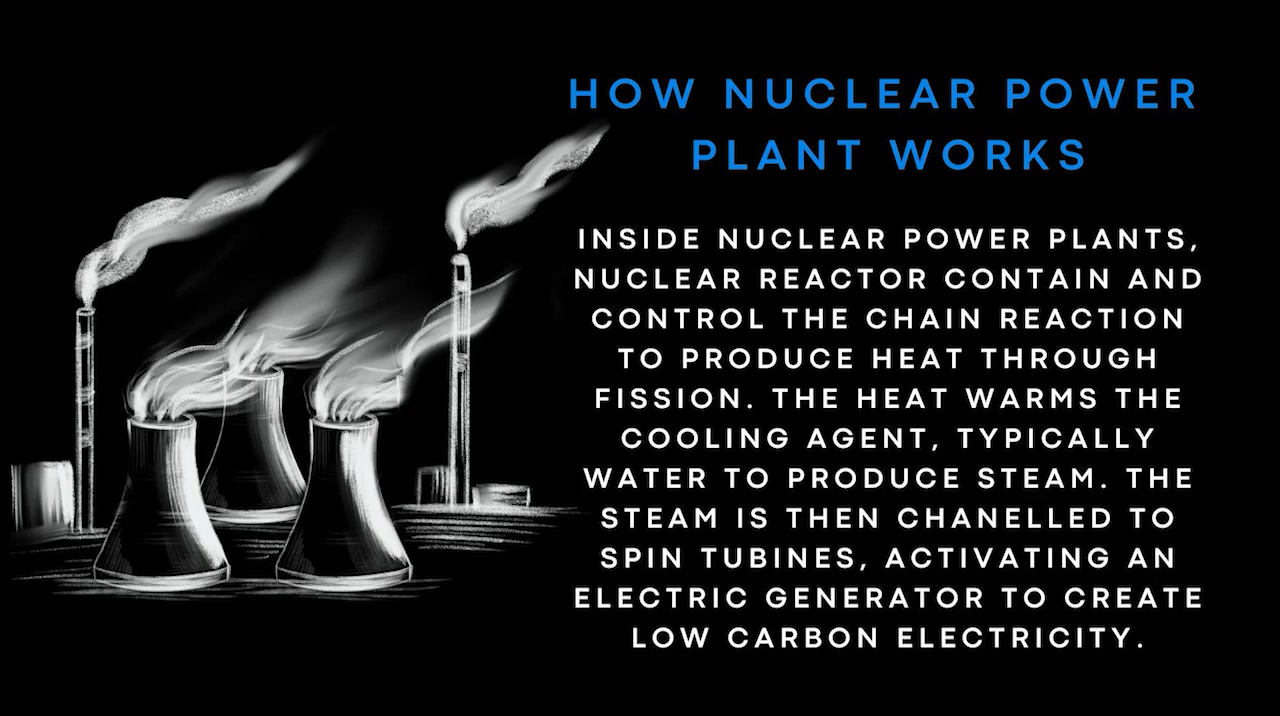 HOW NUCLEAR POWER
PLANT WORKS
INSIDE NUCLEAR POWER PLANTS,
NUCLEAR REACTOR CONTAIN AND
CONTROL THE CHAIN REACTION
TO PRODUCE HEAT THROUGH
FISSION. THE HEAT WARMS THE
COOLING AGENT, TYPICALLY
WATER TO PRODUCE STEAM. THE
STEAM IS THEN CHANELLED TO
SPIN TUBINES, ACTIVATING AN
ELECTRIC GENERATOR TO CREATE
LOW CARBON ELECTRICITY.